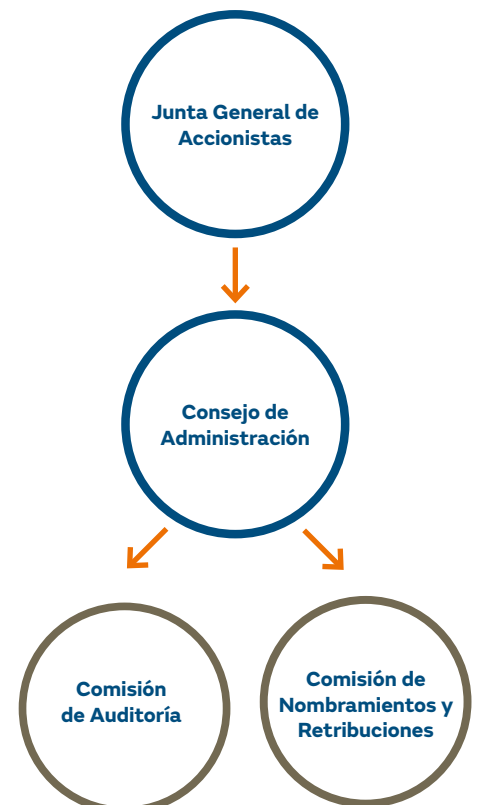 Junta General de
Accionistas
Consejo de
Administración
Comisión
de Auditoría
Comisión de
Nombramientos y
Retribuciones